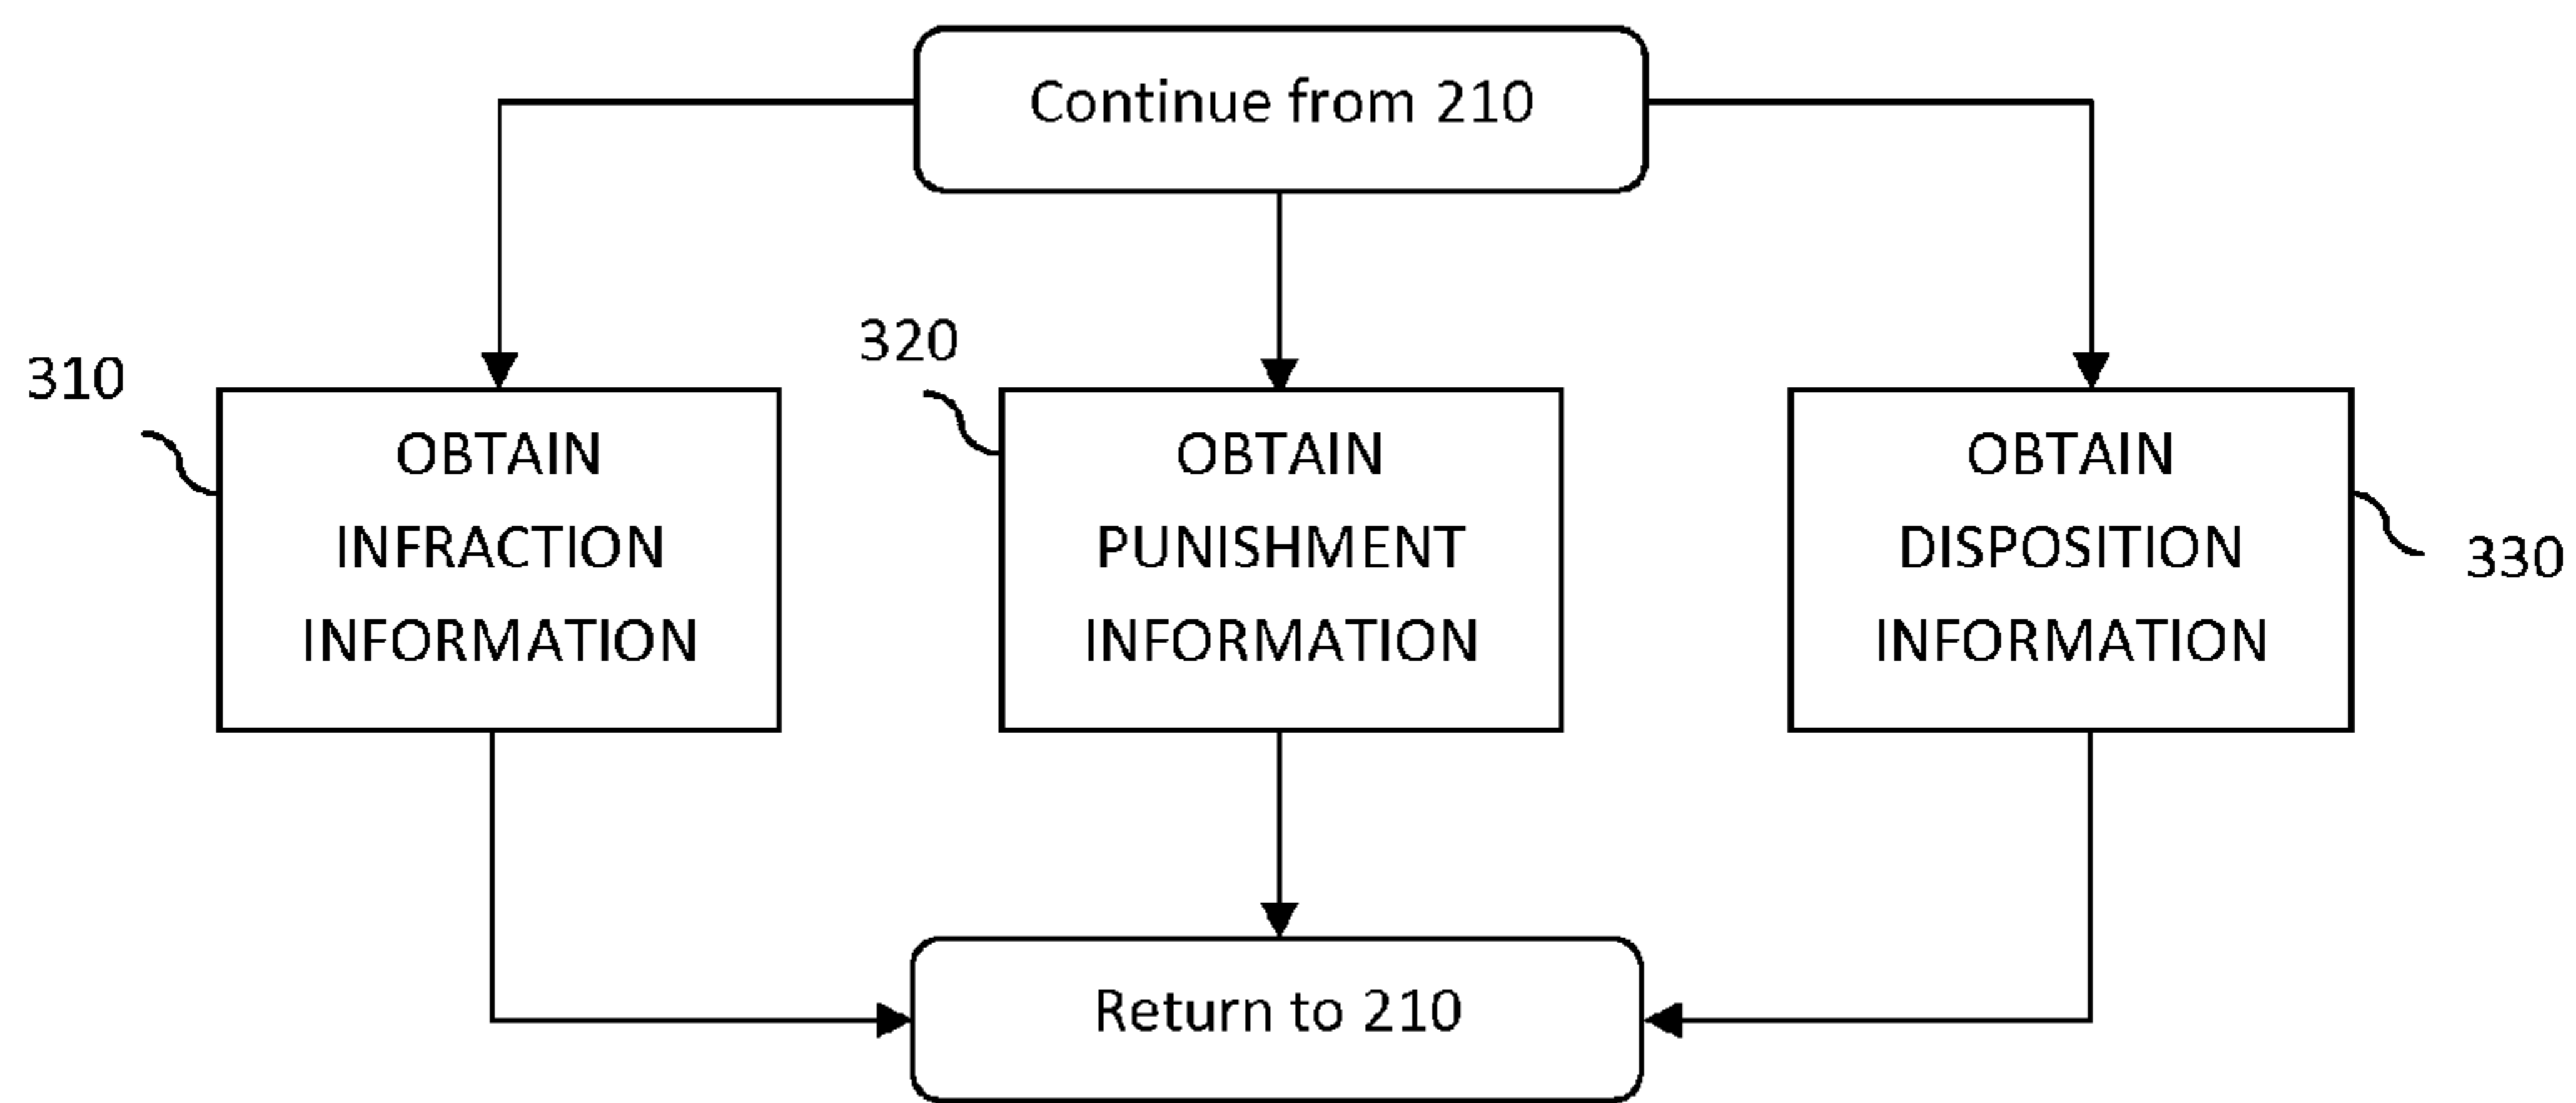 Continue from 210
310
OBTAIN
INFRACTION
INFORMATION
320
OBTAIN
PUNISHMENT
INFORMATION
OBTAIN
DISPOSITION
INFORMATION
330
Return to 210